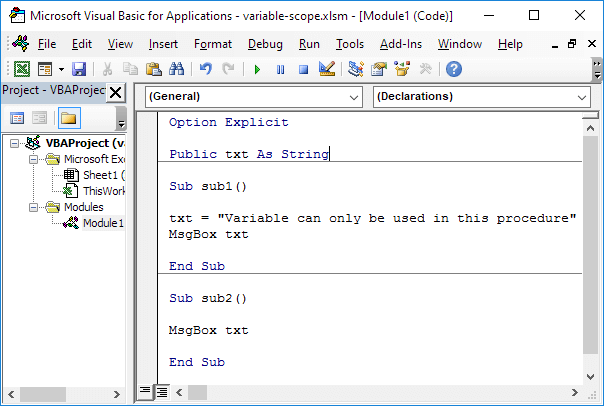 Microsoft Visual Basic for Applications - variable-scope.xlsm - [Module1 (Code)]
File Edit View Insert Format Debug Run Tools Add-Ins Window Help
Project - VBAProject
VBAProject (va
Microsoft Exc
Sheet1 (
ThisWork
Modules
Module1
(General)
(Declarations)
Option Explicit
Public txt As String
Sub sub1()
txt = "Variable can only be used in this procedure"
MsgBox txt
End Sub
Sub sub2()
MsgBox txt
End Sub